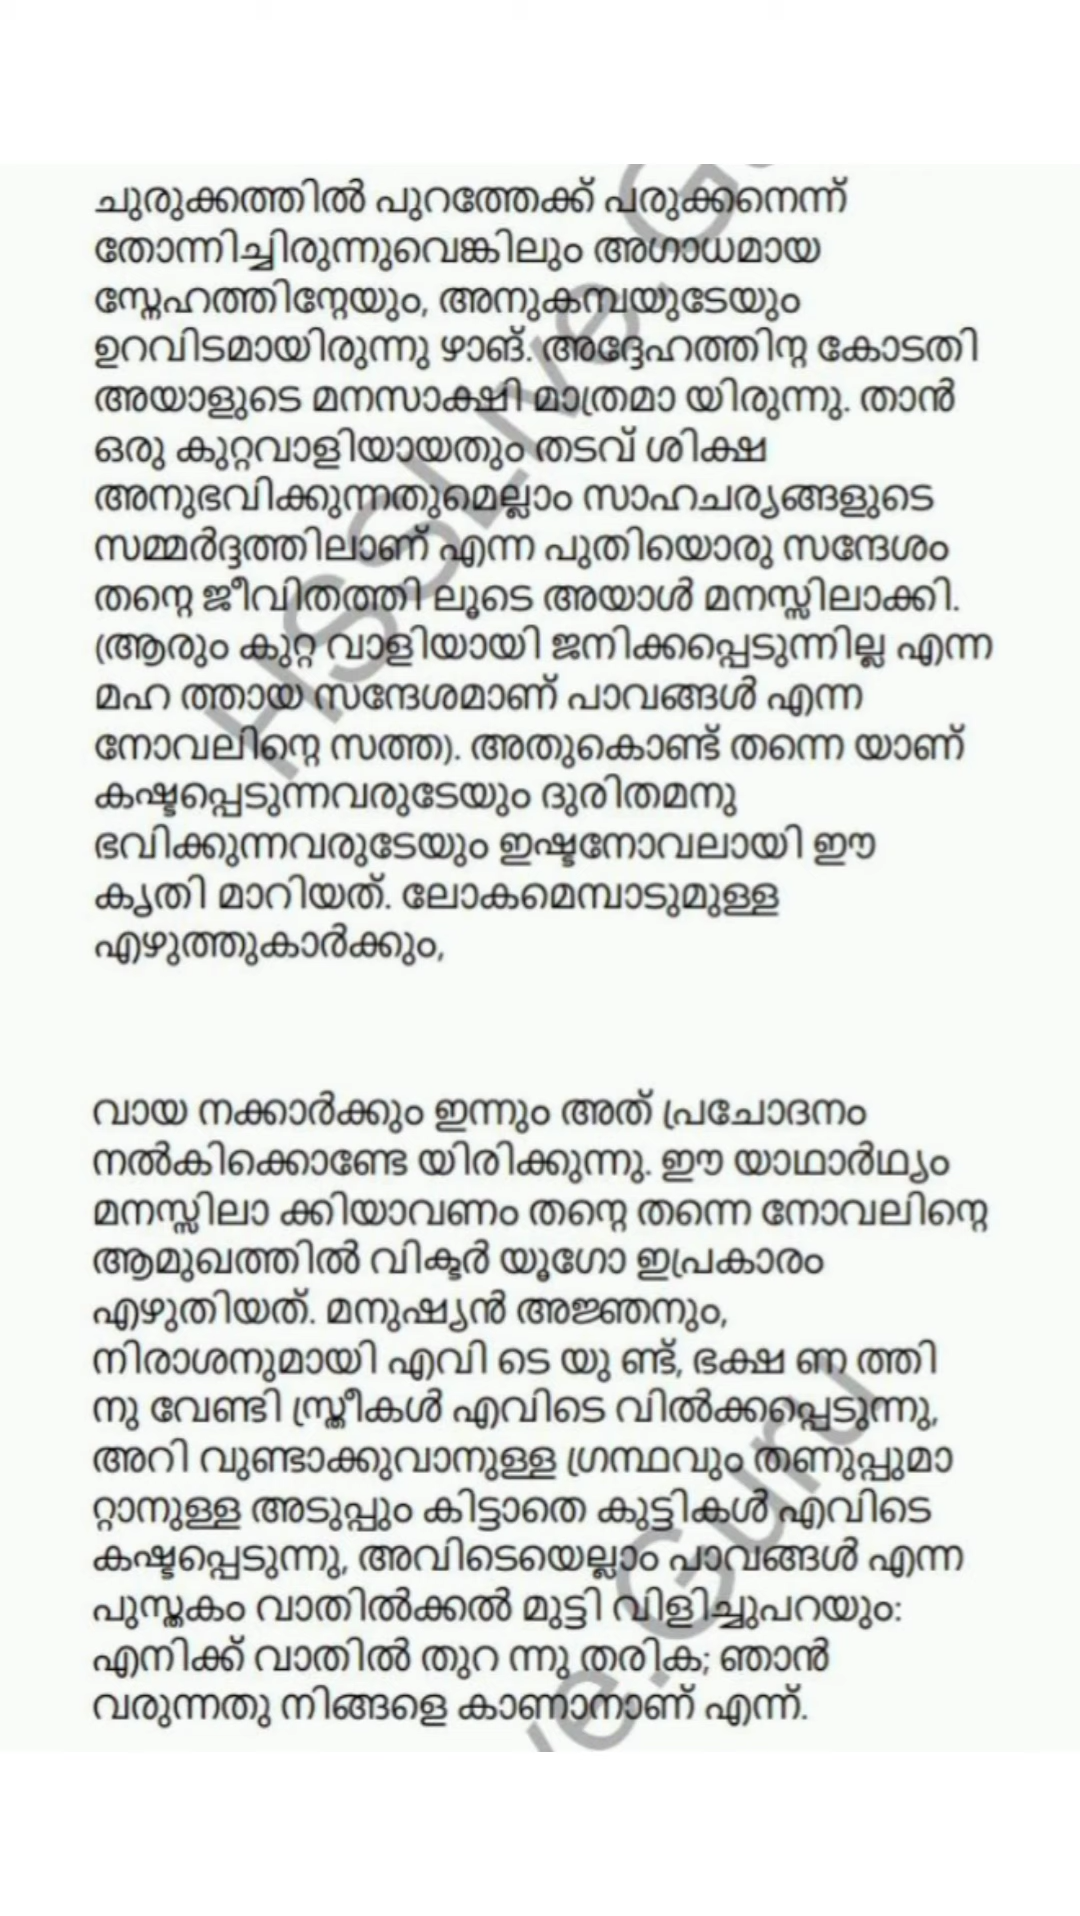 ചുരുക്കത്തിൽ പുറത്തേക്ക് പരുക്കനെന്ന്
തോന്നിച്ചിരുന്നുവെങ്കിലും അഗാധമായ
സ്നേഹത്തിന്റേയും, അനുകമ്പയുടേയും
ഉറവിടമായിരുന്നു ഴാങ്. അദ്ദേഹത്തിന്റ കോടതി
അയാളുടെ മനസാക്ഷി മാത്രമാ യിരുന്നു. താൻ
ഒരു കുറ്റവാളിയായതും തടവ് ശിക്ഷ
അനുഭവിക്കുന്നതുമെല്ലാം സാഹചര്യങ്ങളുടെ
സമ്മർദ്ദത്തിലാണ് എന്ന പുതിയൊരു സന്ദേശം
തന്റെ ജീവിതത്തി ലൂടെ അയാൾ മനസ്സിലാക്കി.
(ആരും കുറ്റ വാളിയായി ജനിക്കപ്പെടുന്നില്ല എന്ന
മഹ ത്തായ സന്ദേശമാണ് പാവങ്ങൾ എന്ന
നോവലിന്റെ സത്ത). അതുകൊണ്ട് തന്നെ യാണ്
കഷ്ടപ്പെടുന്നവരുടേയും ദുരിതമനു
ഭവിക്കുന്നവരുടേയും ഇഷ്ടനോവലായി ഈ
കൃതി മാറിയത്. ലോകമെമ്പാടുമുള്ള
എഴുത്തുകാർക്കും,
വായ നക്കാർക്കും ഇന്നും അത് പ്രചോദനം
നൽകിക്കൊണ്ടേ യിരിക്കുന്നു. ഈ യാഥാർഥ്യം
മനസ്സിലാ ക്കിയാവണം തന്റെ തന്നെ നോവലിന്റെ
ആമുഖത്തിൽ വിക്ടർ യൂഗോ ഇപ്രകാരം
എഴുതിയത്. മനുഷ്യൻ അജ്ഞനും,
നിരാശനുമായി എവി ടെ യു ണ്ട്, ഭക്ഷ ണ ത്തി
നു വേണ്ടി സ്ത്രീകൾ എവിടെ വിൽക്കപ്പെടുന്നു,
അറി വുണ്ടാക്കുവാനുള്ള ഗ്രന്ഥവും തണുപ്പുമാ
റ്റാനുള്ള അടുപ്പും കിട്ടാതെ കുട്ടികൾ എവിടെ
കഷ്ടപ്പെടുന്നു, അവിടെയെല്ലാം പാവങ്ങൾ എന്ന
പുസ്തകം വാതിൽക്കൽ മുട്ടി വിളിച്ചുപറയും:
എനിക്ക് വാതിൽ തുറ ന്നു തരിക; ഞാൻ
വരുന്നതു നിങ്ങളെ കാണാനാണ് എന്ന്.